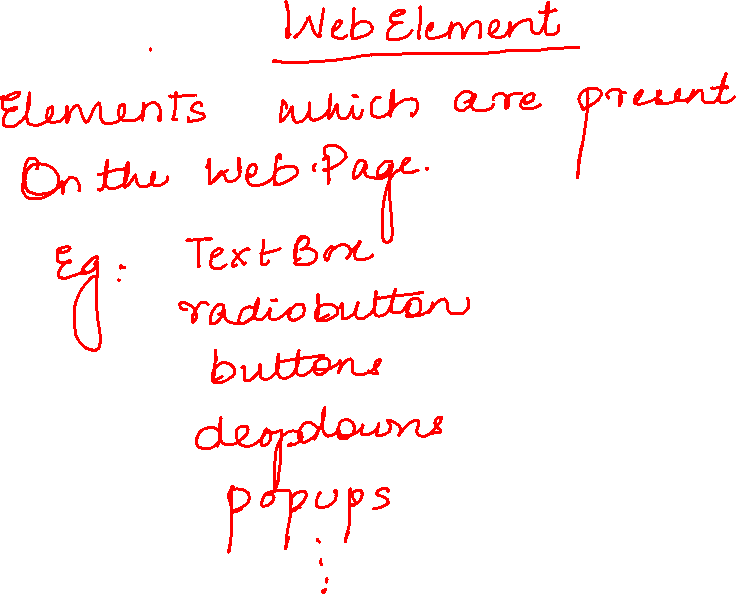 WebElement
Elements which are present
On the Web Page.
Eg: TextBox
radiobutton
buttons
dropdowns
popups
⋮